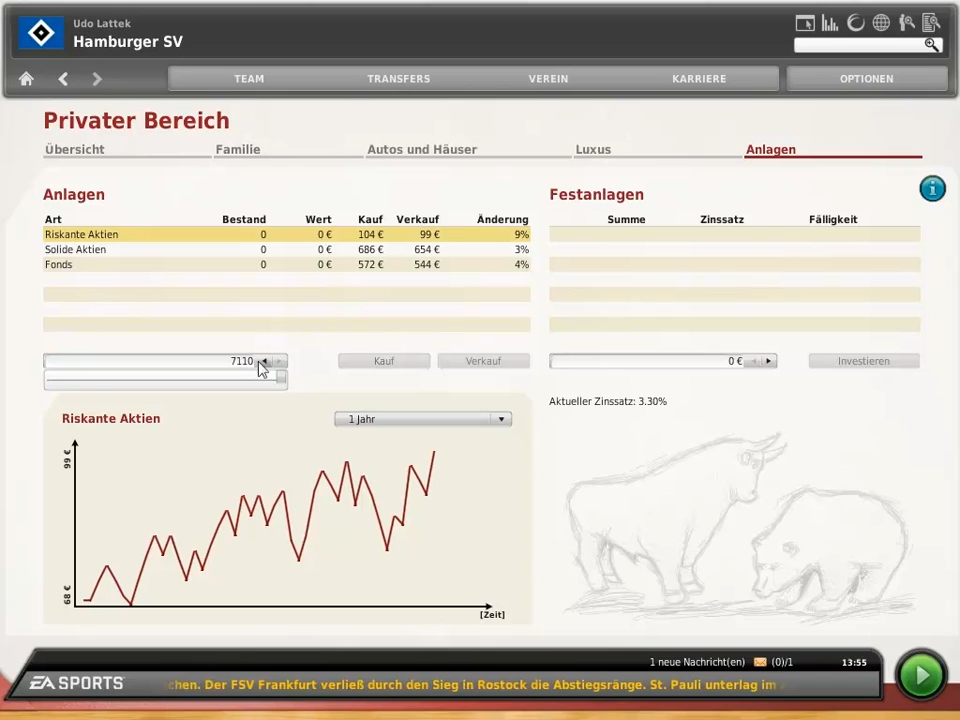 Udo Lattek
Hamburger SV
TEAM TRANSFERS VEREIN KARRIERE OPTIONEN
Privater Bereich
Übersicht Familie Autos und Häuser Luxus Anlagen
Anlagen
Art Bestand Wert Kauf Verkauf Änderung
Riskante Aktien 0 0 € 104 € 99 € 9%
Solide Aktien 0 0 € 686 € 654 € 3%
Fonds 0 0 € 572 € 544 € 4%
7110 Kauf Verkauf
Festanlagen
Summe Zinssatz Fälligkeit
0 € Investieren
Aktueller Zinssatz: 3.30%
Riskante Aktien 1 Jahr
99 €
68 €
[Zeit]
1 neue Nachricht(en) (0)/1 13:55
EA SPORTS
chen. Der FSV Frankfurt verließ durch den Sieg in Rostock die Abstiegsränge. St. Pauli unterlag im